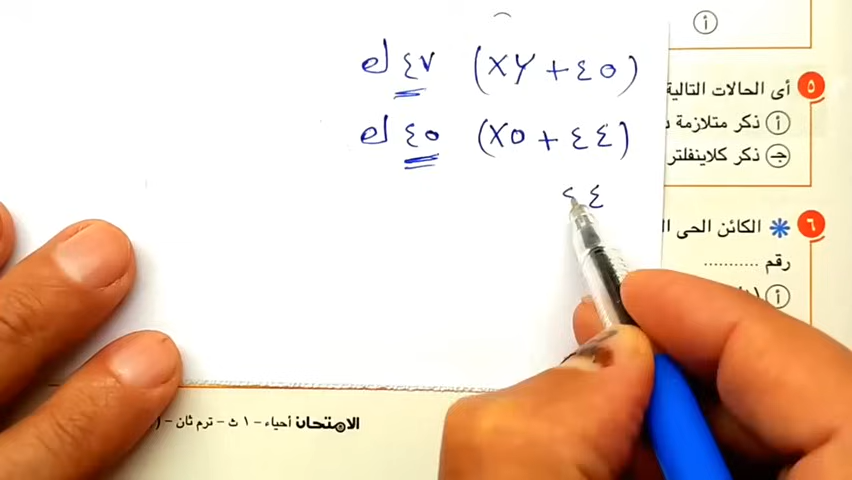 (٤٥ + XY) ٤٧ ك
(٤٤ + XO) ٤٥ ك
٤٤
أ
٥ أى الحالات التالية
أ ذكر متلازمة
جـ ذكر كلاينفلتر
٦ * الكائن الحى
رقم ...........
أ
الامتحان أحياء - ١ ث - ترم ثان -